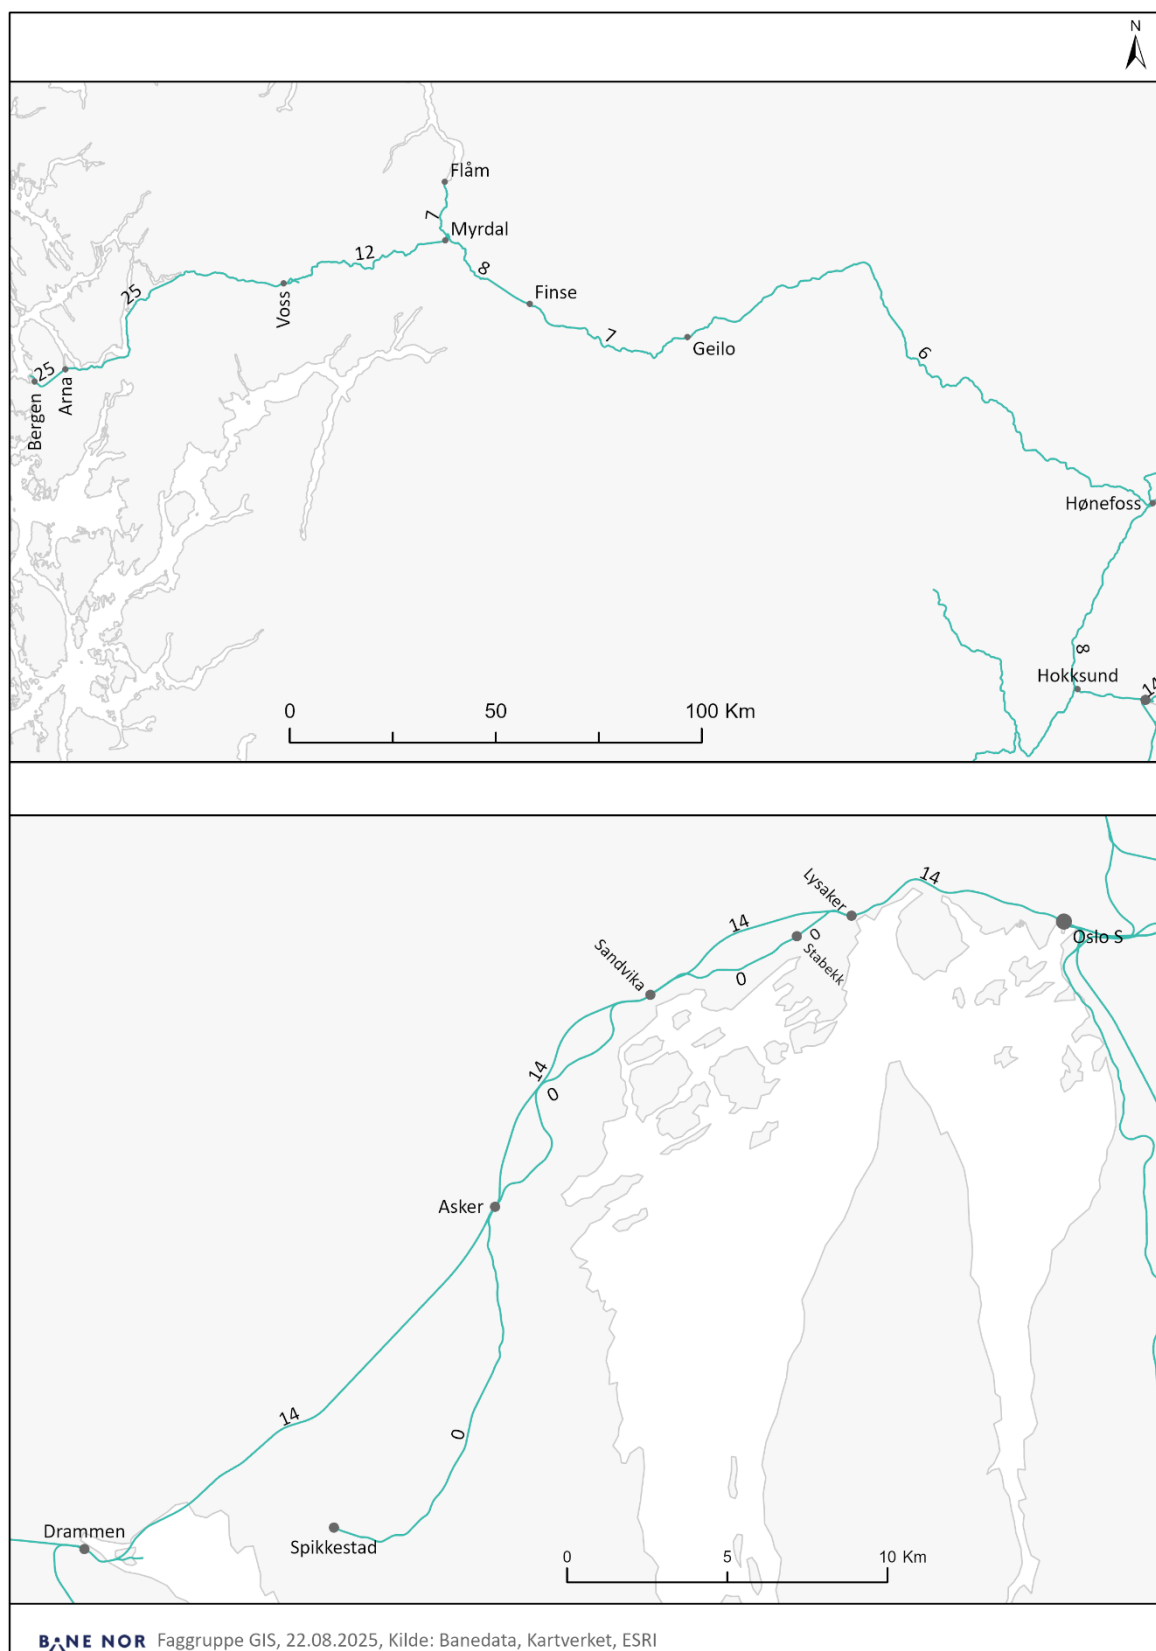 N
Flåm
7
Myrdal
12
8
25
Voss
Finse
7
Geilo
6
25
Arna
Bergen
Hønefoss
8
Hokksund
14
0 50 100 Km
14
Lysaker
14
0
Stabekk
Oslo S
Sandvika
0
14
0
Asker
14
0
Drammen
Spikkestad
0 5 10 Km
BANE NOR Faggruppe GIS, 22.08.2025, Kilde: Banedata, Kartverket, ESRI